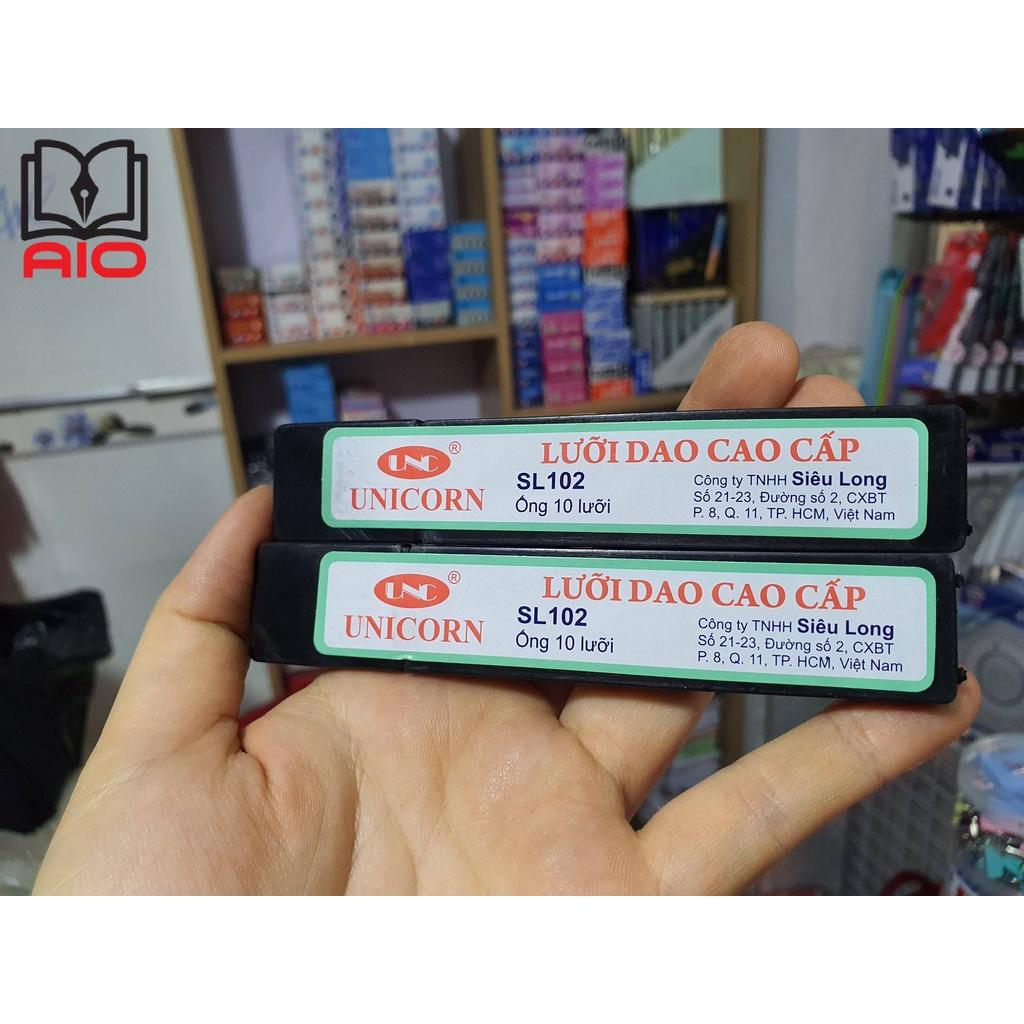 AIO
UNC ®
UNICORN
LƯỠI DAO CAO CẤP
SL102
Ống 10 lưỡi
Công ty TNHH Siêu Long
Số 21-23, Đường số 2, CXBT
P. 8, Q. 11, TP. HCM, Việt Nam
UNC ®
UNICORN
LƯỠI DAO CAO CẤP
SL102
Ống 10 lưỡi
Công ty TNHH Siêu Long
Số 21-23, Đường số 2, CXBT
P. 8, Q. 11, TP. HCM, Việt Nam